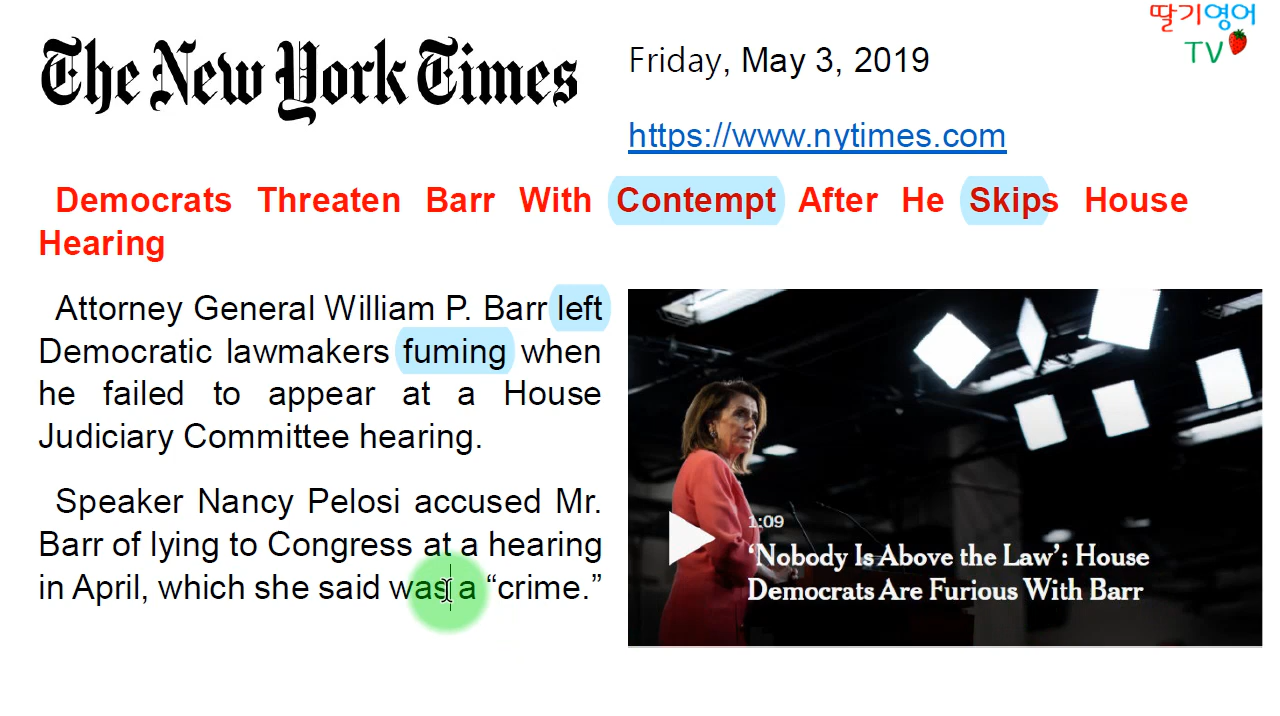 딸기영어
TV
The New York Times
Friday, May 3, 2019
https://www.nytimes.com
Democrats Threaten Barr With Contempt After He Skips House
Hearing
Attorney General William P. Barr left
Democratic lawmakers fuming when
he failed to appear at a House
Judiciary Committee hearing.
Speaker Nancy Pelosi accused Mr.
Barr of lying to Congress at a hearing
in April, which she said was a “crime.”
1:09
‘Nobody Is Above the Law’: House
Democrats Are Furious With Barr